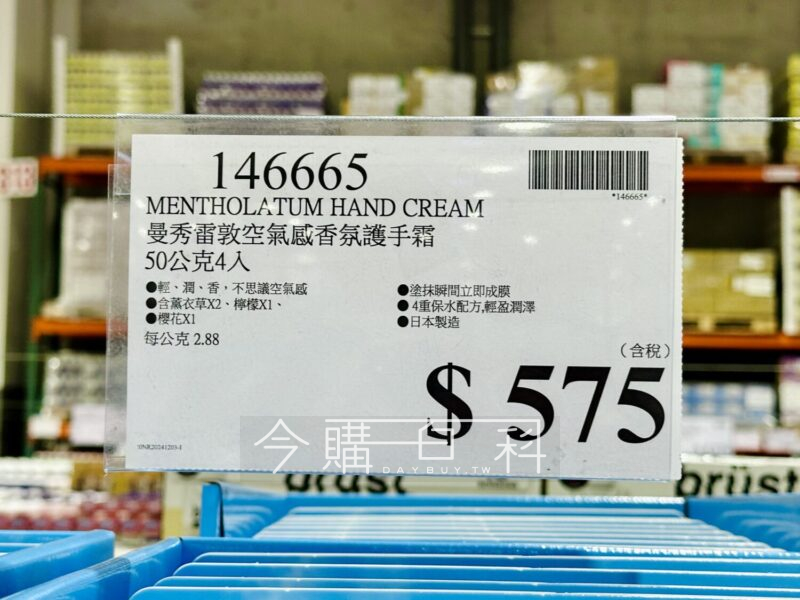 146665
*146665*
MENTHOLATUM HAND CREAM
曼秀雷敦空氣感香氛護手霜
50公克4入
●輕、潤、香，不思議空氣感
●含薰衣草X2、檸檬X1、
●櫻花X1
每公克 2.88
●塗抹瞬間立即成膜
●4重保水配方,輕盈潤澤
●日本製造
(含稅)
$ 575
今購百科
DAYBUY.TW
brüst